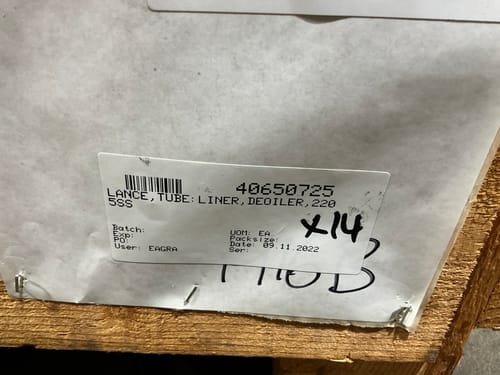 40650725
LANCE,TUBE:LINER,DEOILER,220
5SS
X14
Batch:
Exp:
PO:
User: EAGRA
UOM: EA
Packsize:
Date: 09.11.2022
Ser: